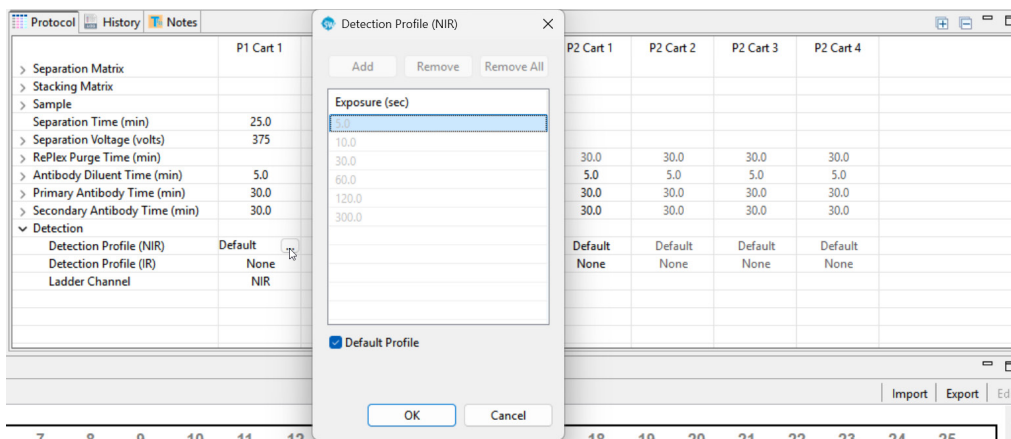 Protocol History Notes
Detection Profile (NIR)
P1 Cart 1 P2 Cart 1 P2 Cart 2 P2 Cart 3 P2 Cart 4
Add Remove Remove All
Separation Matrix
Stacking Matrix
Sample
Separation Time (min) 25.0
Separation Voltage (volts) 375
RePlex Purge Time (min) 30.0 30.0 30.0 30.0
Antibody Diluent Time (min) 5.0 5.0 5.0 5.0 5.0
Primary Antibody Time (min) 30.0 30.0 30.0 30.0 30.0
Secondary Antibody Time (min) 30.0 30.0 30.0 30.0 30.0
Detection
Detection Profile (NIR) Default ... Default Default Default Default
Detection Profile (IR) None None None None None
Ladder Channel NIR
Exposure (sec)
5.0
10.0
30.0
60.0
120.0
300.0
Default Profile
OK Cancel
Import Export Ed
7 8 9 10 11 12 18 19 20 21 22 23 24 25